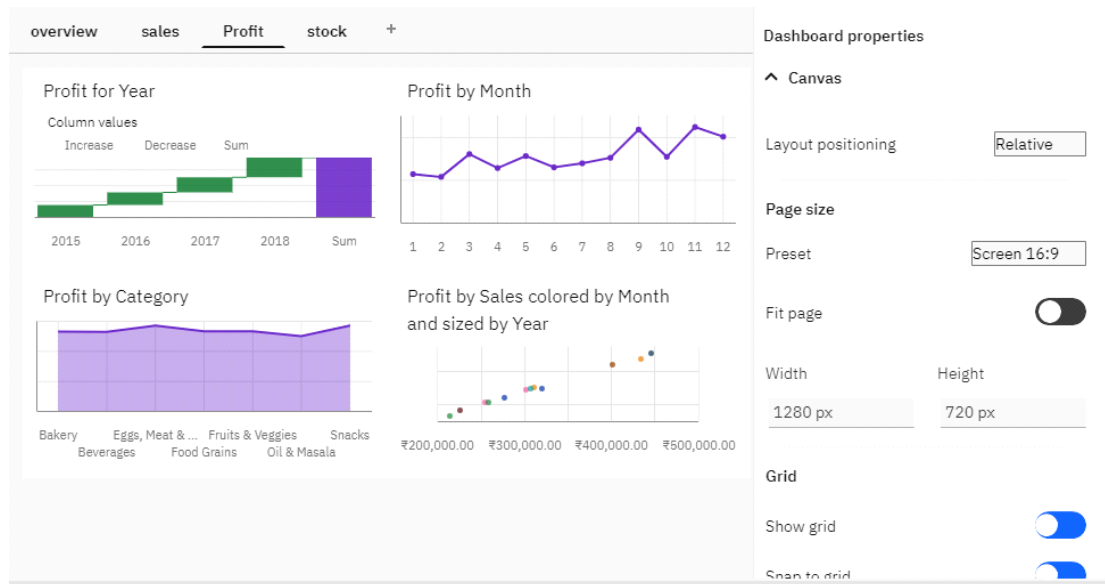 overview sales Profit stock +
Profit for Year
Column values
Increase Decrease Sum
2015 2016 2017 2018 Sum
Profit by Month
1 2 3 4 5 6 7 8 9 10 11 12
Profit by Category
Bakery Eggs, Meat & ... Fruits & Veggies Snacks
Beverages Food Grains Oil & Masala
Profit by Sales colored by Month
and sized by Year
₹200,000.00 ₹300,000.00 ₹400,000.00 ₹500,000.00
Dashboard properties
Canvas
Layout positioning Relative
Page size
Preset Screen 16:9
Fit page
Width Height
1280 px 720 px
Grid
Show grid
Snap to grid